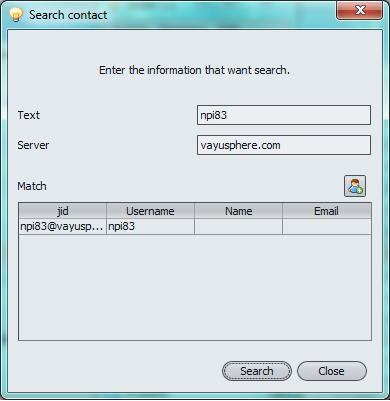 Search contact
Enter the information that want search.
Text npi83
Server vayusphere.com
Match
jid Username Name Email
npi83@vayusp... npi83
Search Close